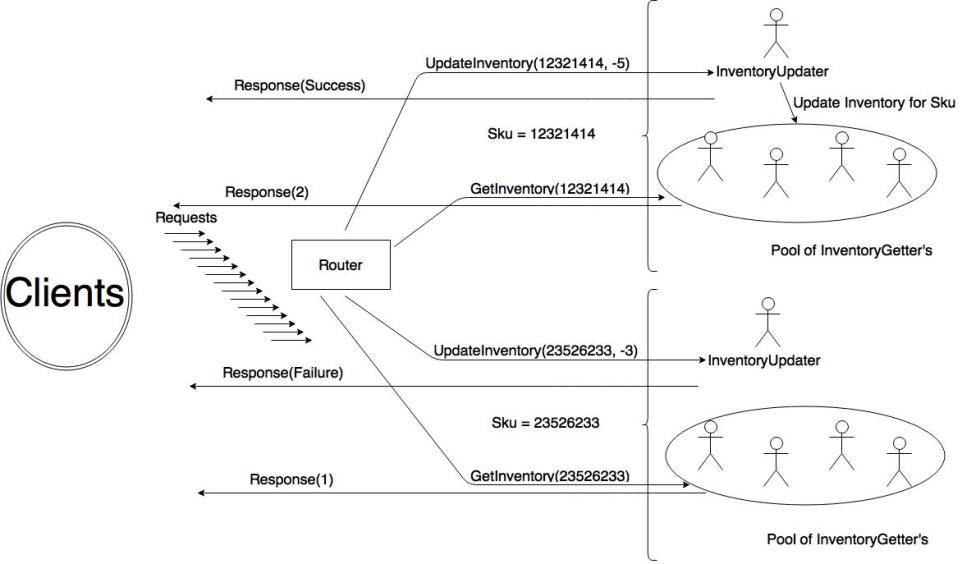 UpdateInventory(12321414, -5)
InventoryUpdater
Response(Success)
Update Inventory for Sku
Sku = 12321414
Response(2)
GetInventory(12321414)
Requests
Pool of InventoryGetter's
Router
Clients
UpdateInventory(23526233, -3)
InventoryUpdater
Response(Failure)
Sku = 23526233
Response(1)
GetInventory(23526233)
Pool of InventoryGetter's